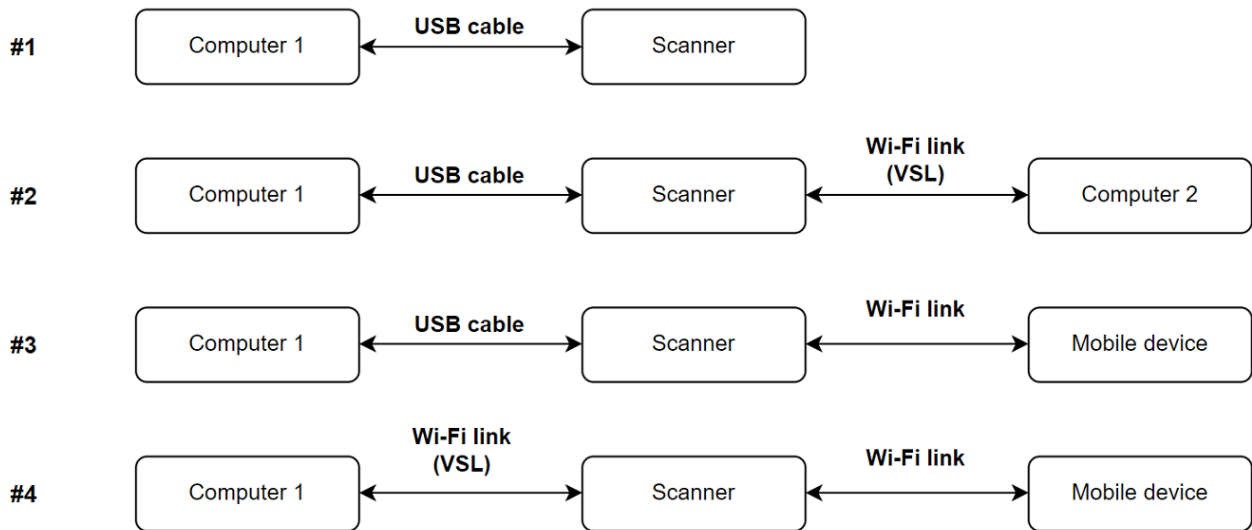 #1
Computer 1
USB cable
Scanner
#2
Computer 1
USB cable
Scanner
Wi-Fi link
(VSL)
Computer 2
#3
Computer 1
USB cable
Scanner
Wi-Fi link
Mobile device
#4
Computer 1
Wi-Fi link
(VSL)
Scanner
Wi-Fi link
Mobile device